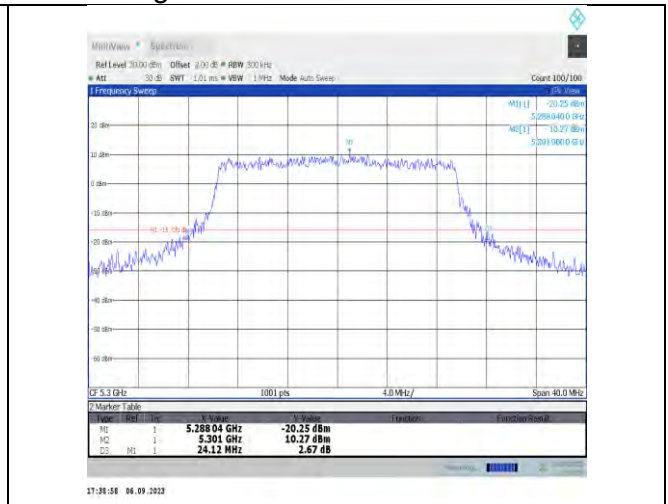 MultiView Spectrum
Ref Level 30.00 dBm Offset 2.00 dB RBW 300 kHz
Att 30 dB SWT 1.01 ms VBW 1 MHz Mode Auto Sweep Count 100/100
1 Frequency Sweep 1Pk View
M1[1] -20.25 dBm
5.288040 0 GHz
20 dBm M2[1] 10.27 dBm
5.301000 0 GHz
M2
10 dBm
0 dBm
-10 dBm
-20 dBm
-30 dBm
-40 dBm
-50 dBm
-60 dBm
CF 5.3 GHz 1001 pts 4.0 MHz/ Span 40.0 MHz
2 Marker Table
Type Ref Trc X-Value Y-Value Function Function Result
M1 1 5.288 04 GHz -20.25 dBm
M2 1 5.301 GHz 10.27 dBm
D3 M1 1 24.12 MHz 2.67 dB
17:38:58 06.09.2023